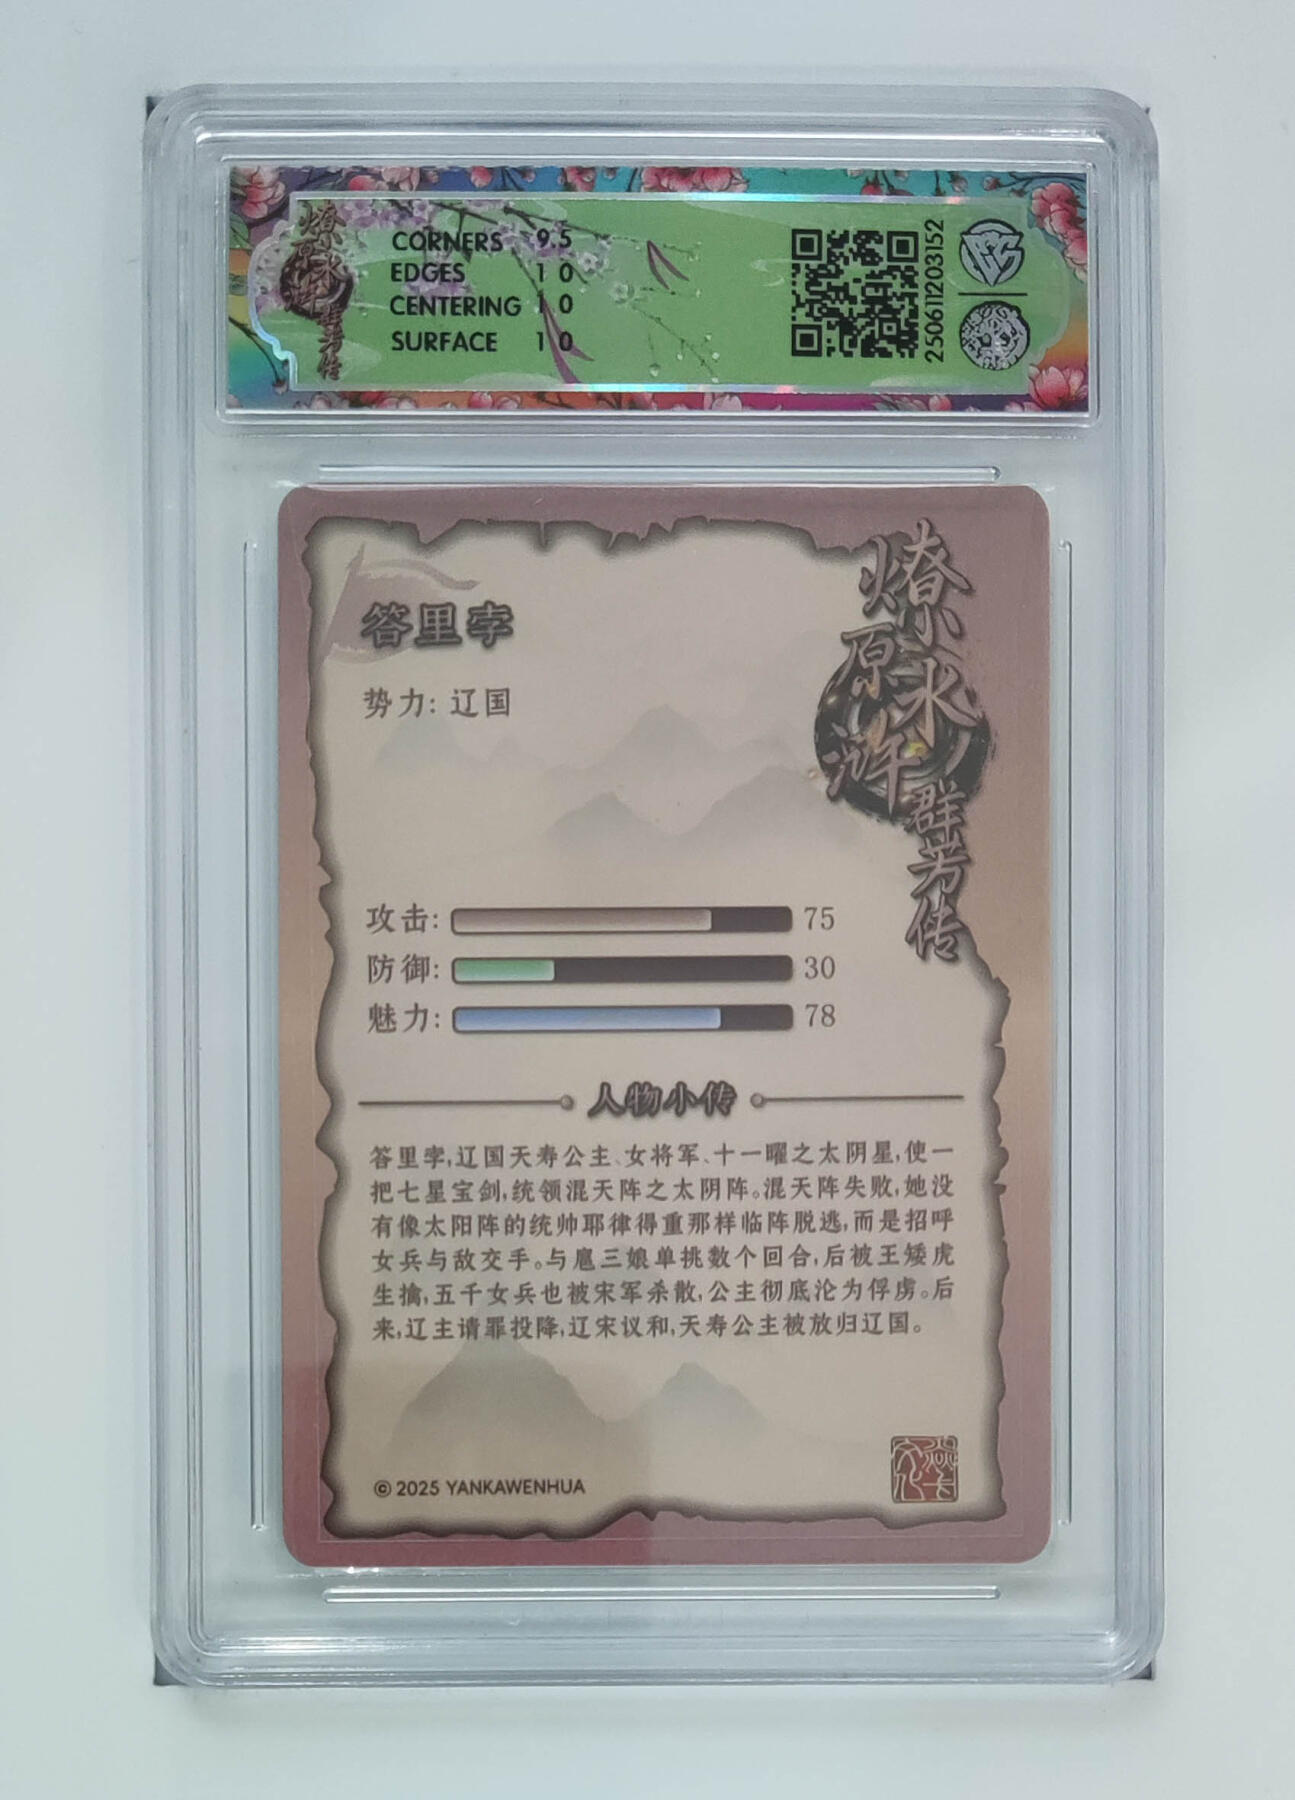 燎原水浒群芳传
CORNERS 9.5
EDGES 10
CENTERING 10
SURFACE 10
250611203152
燎原水浒群芳传
答里孛
势力: 辽国
攻击: 75
防御: 30
魅力: 78
人物小传
答里孛,辽国天寿公主、女将军、十一曜之太阴星,使一
把七星宝剑,统领混天阵之太阴阵。混天阵失败,她没
有像太阳阵的统帅耶律得重那样临阵脱逃,而是招呼
女兵与敌交手。与扈三娘单挑数个回合,后被王矮虎
生擒,五千女兵也被宋军杀散,公主彻底沦为俘虏。后
来,辽主请罪投降,辽宋议和,天寿公主被放归辽国。
© 2025 YANKAWENHUA